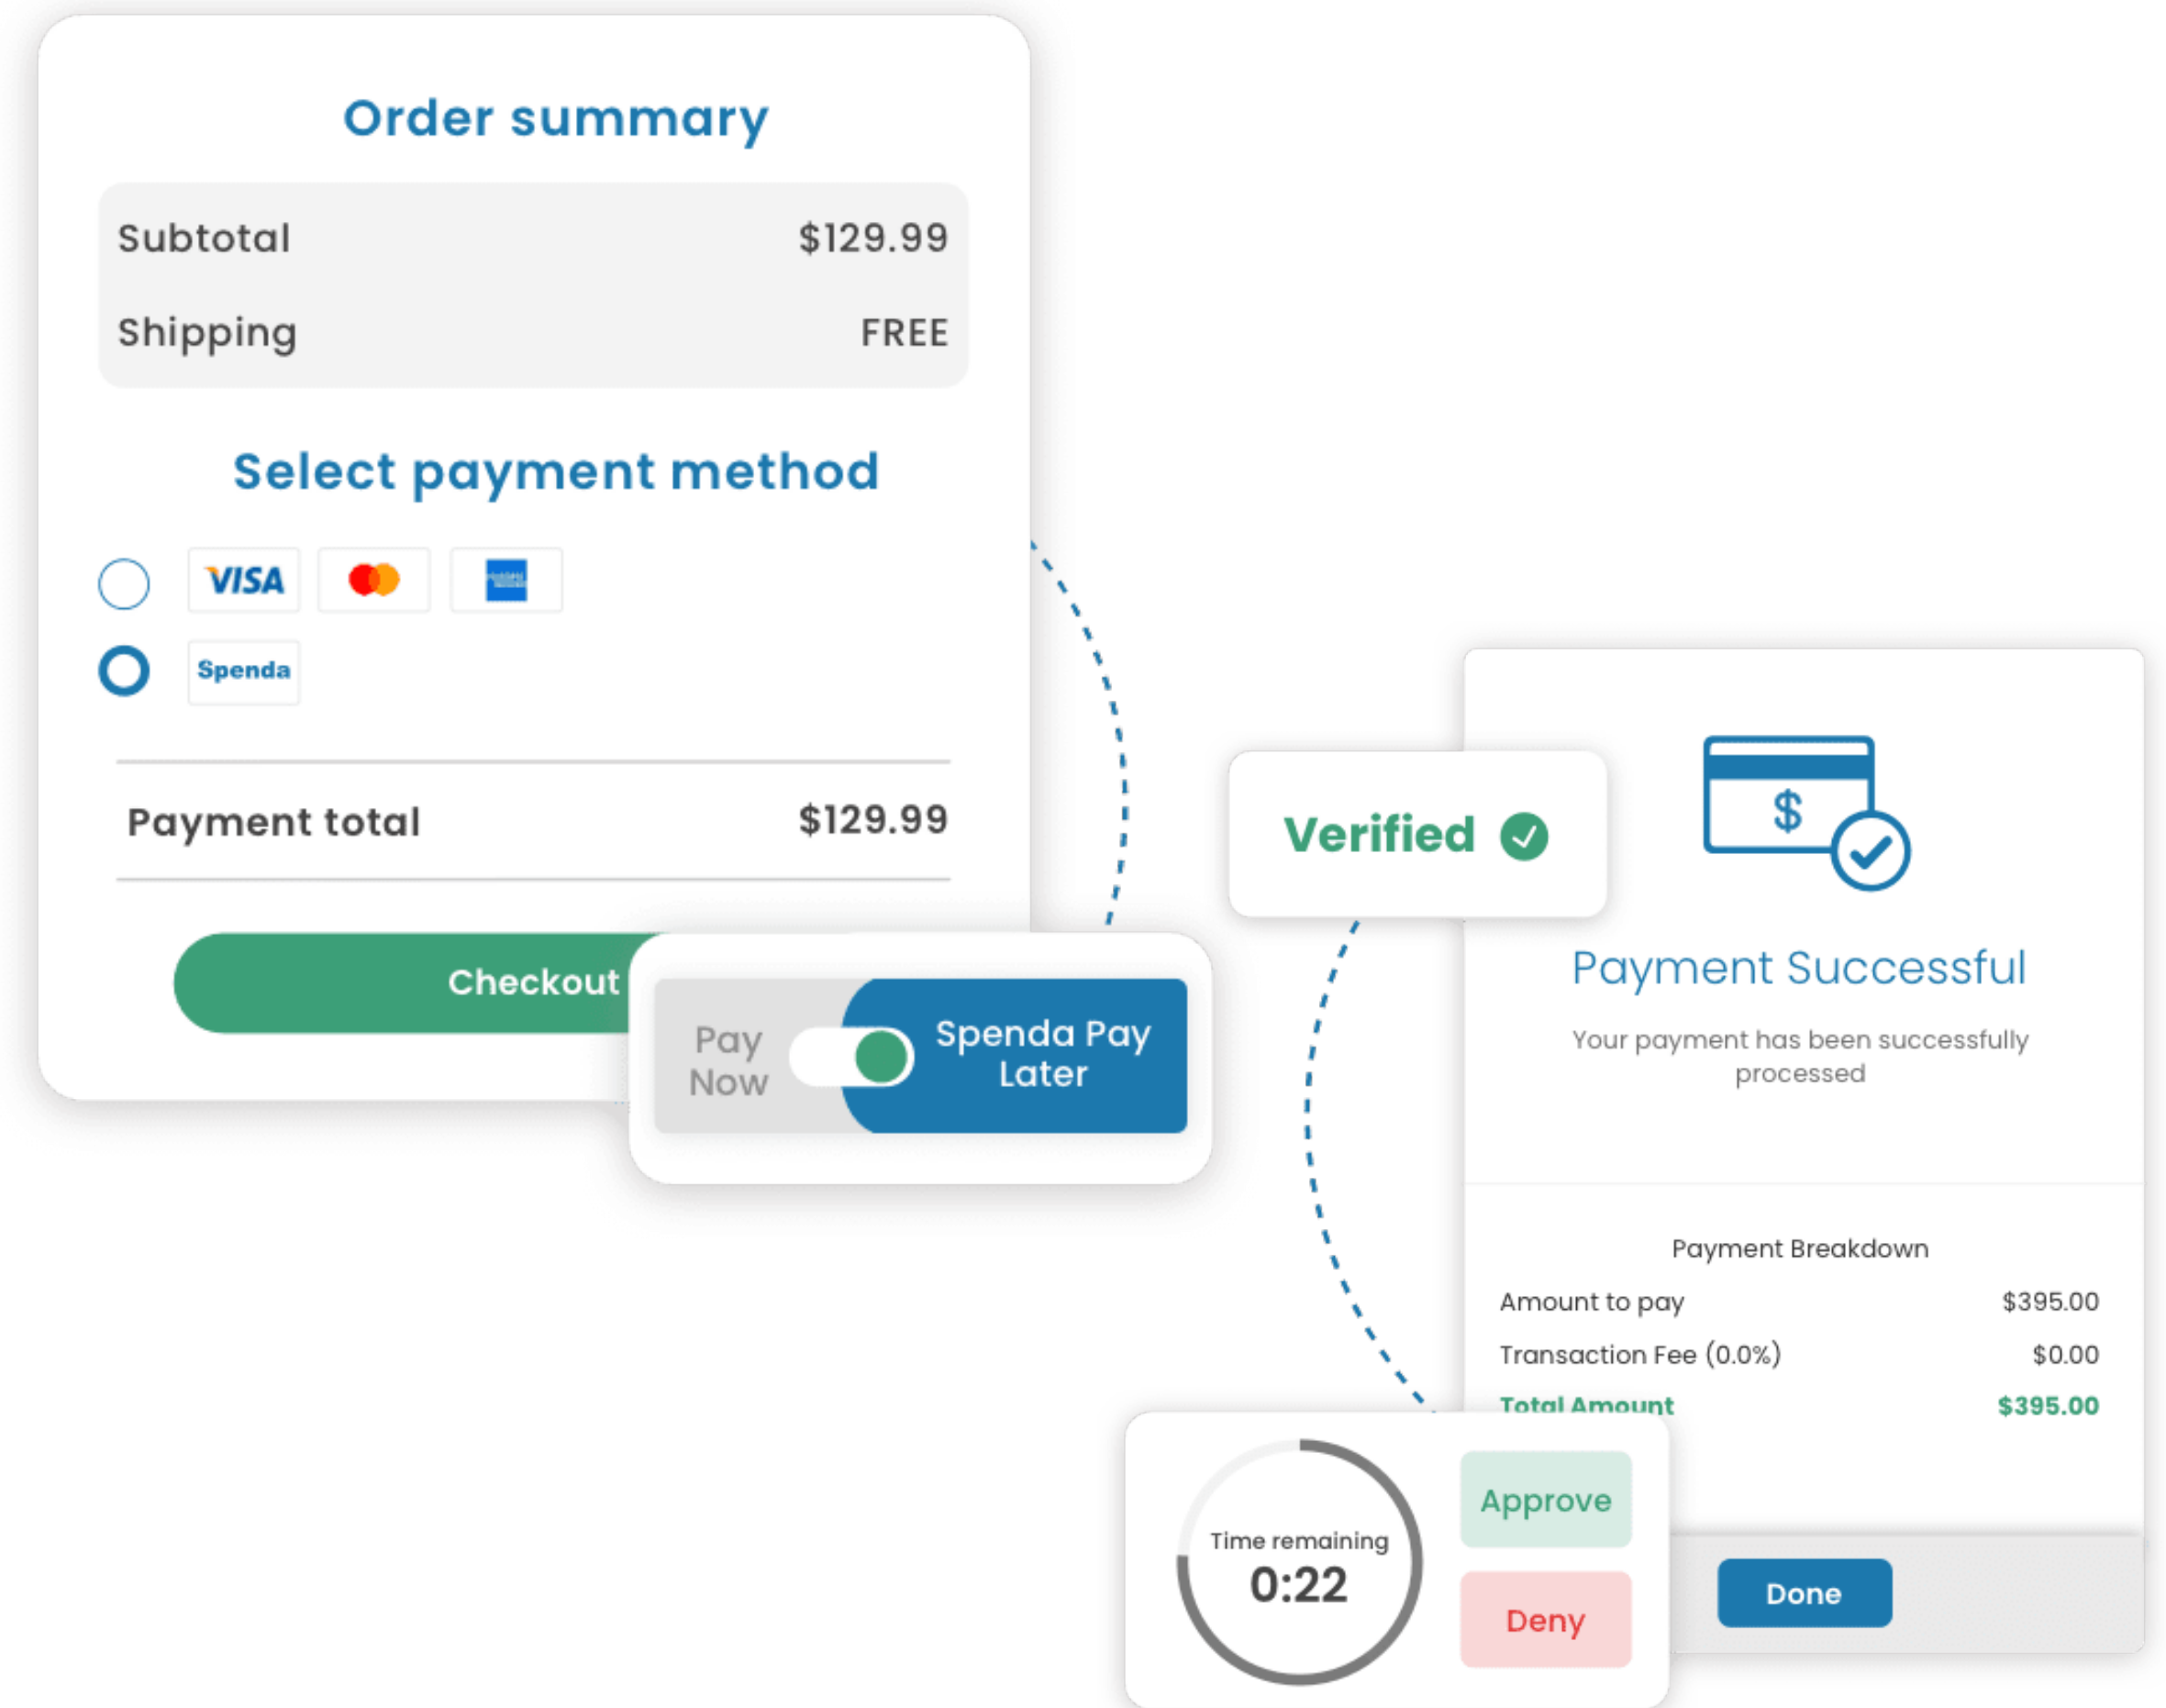 Order summary
Subtotal $129.99
Shipping FREE
Select payment method
VISA
Spenda
Payment total $129.99
Checkout
Pay
Now
Spenda Pay
Later
Verified
$
Payment Successful
Your payment has been successfully
processed
Payment Breakdown
Amount to pay $395.00
Transaction Fee (0.0%) $0.00
Total Amount $395.00
Time remaining
0:22
Approve
Deny
Done